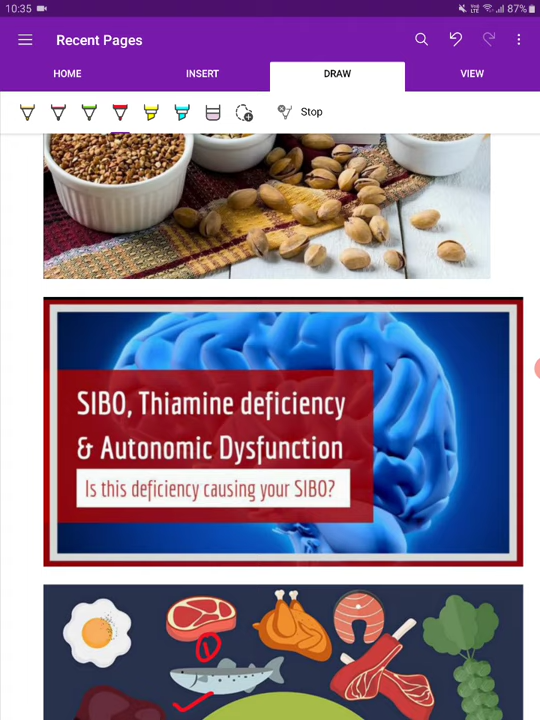 10:35 87%
Recent Pages
HOME INSERT DRAW VIEW
Stop
SIBO, Thiamine deficiency
& Autonomic Dysfunction
Is this deficiency causing your SIBO?
1